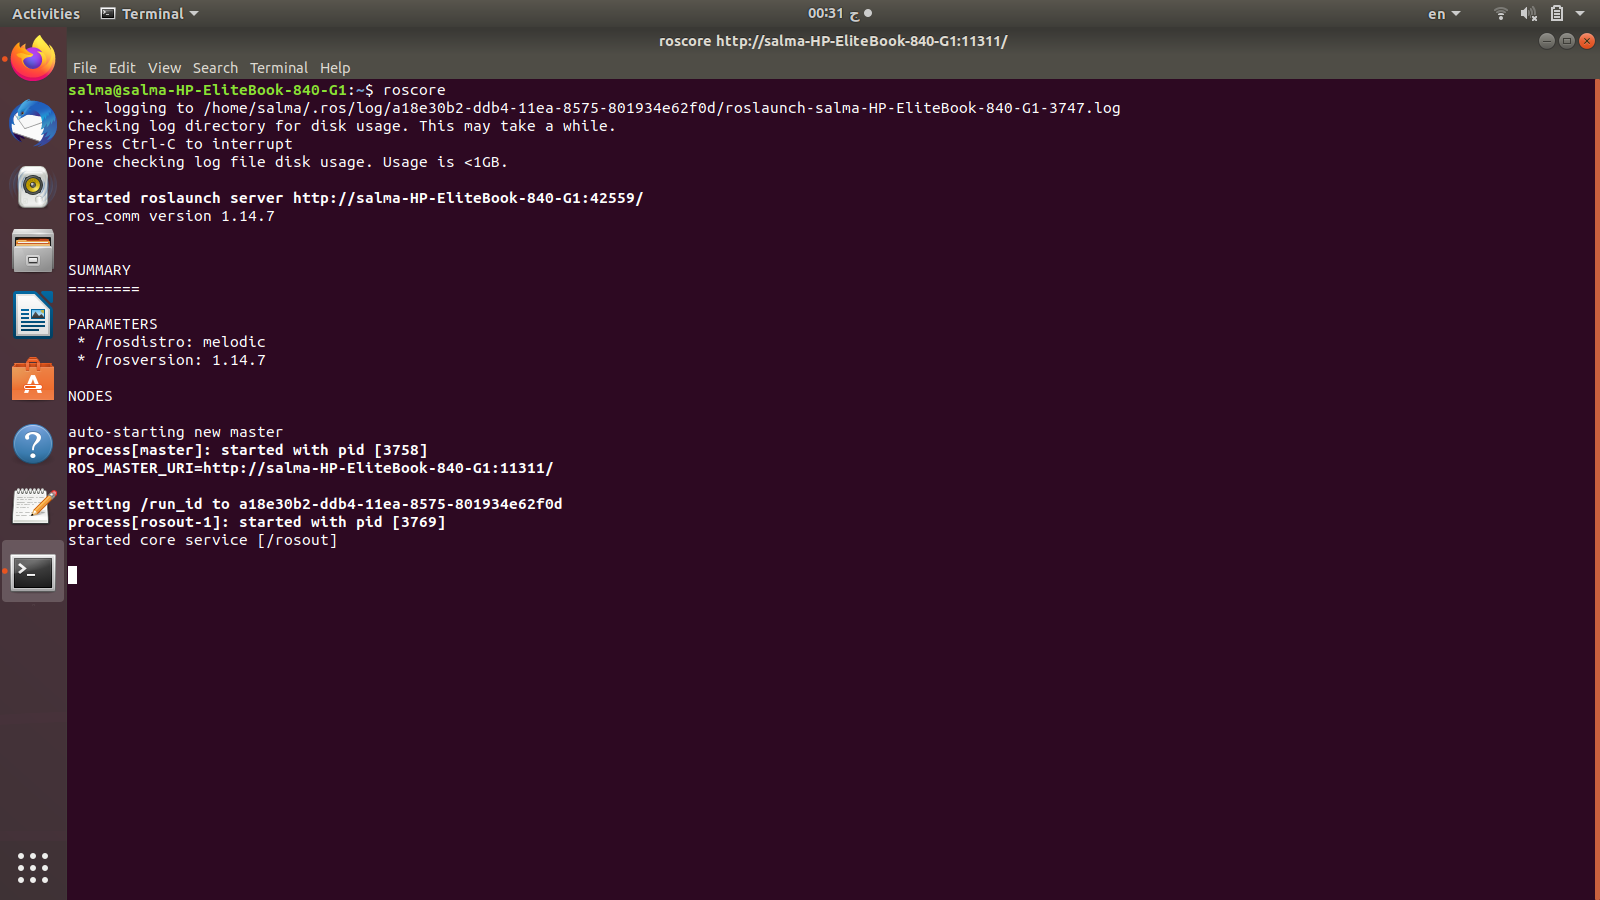 Activities Terminal 00:31 ح en
roscore http://salma-HP-EliteBook-840-G1:11311/
File Edit View Search Terminal Help
salma@salma-HP-EliteBook-840-G1:~$ roscore
... logging to /home/salma/.ros/log/a18e30b2-ddb4-11ea-8575-801934e62f0d/roslaunch-salma-HP-EliteBook-840-G1-3747.log
Checking log directory for disk usage. This may take a while.
Press Ctrl-C to interrupt
Done checking log file disk usage. Usage is <1GB.
started roslaunch server http://salma-HP-EliteBook-840-G1:42559/
ros_comm version 1.14.7
SUMMARY
========
PARAMETERS
* /rosdistro: melodic
* /rosversion: 1.14.7
NODES
auto-starting new master
process[master]: started with pid [3758]
ROS_MASTER_URI=http://salma-HP-EliteBook-840-G1:11311/
setting /run_id to a18e30b2-ddb4-11ea-8575-801934e62f0d
process[rosout-1]: started with pid [3769]
started core service [/rosout]